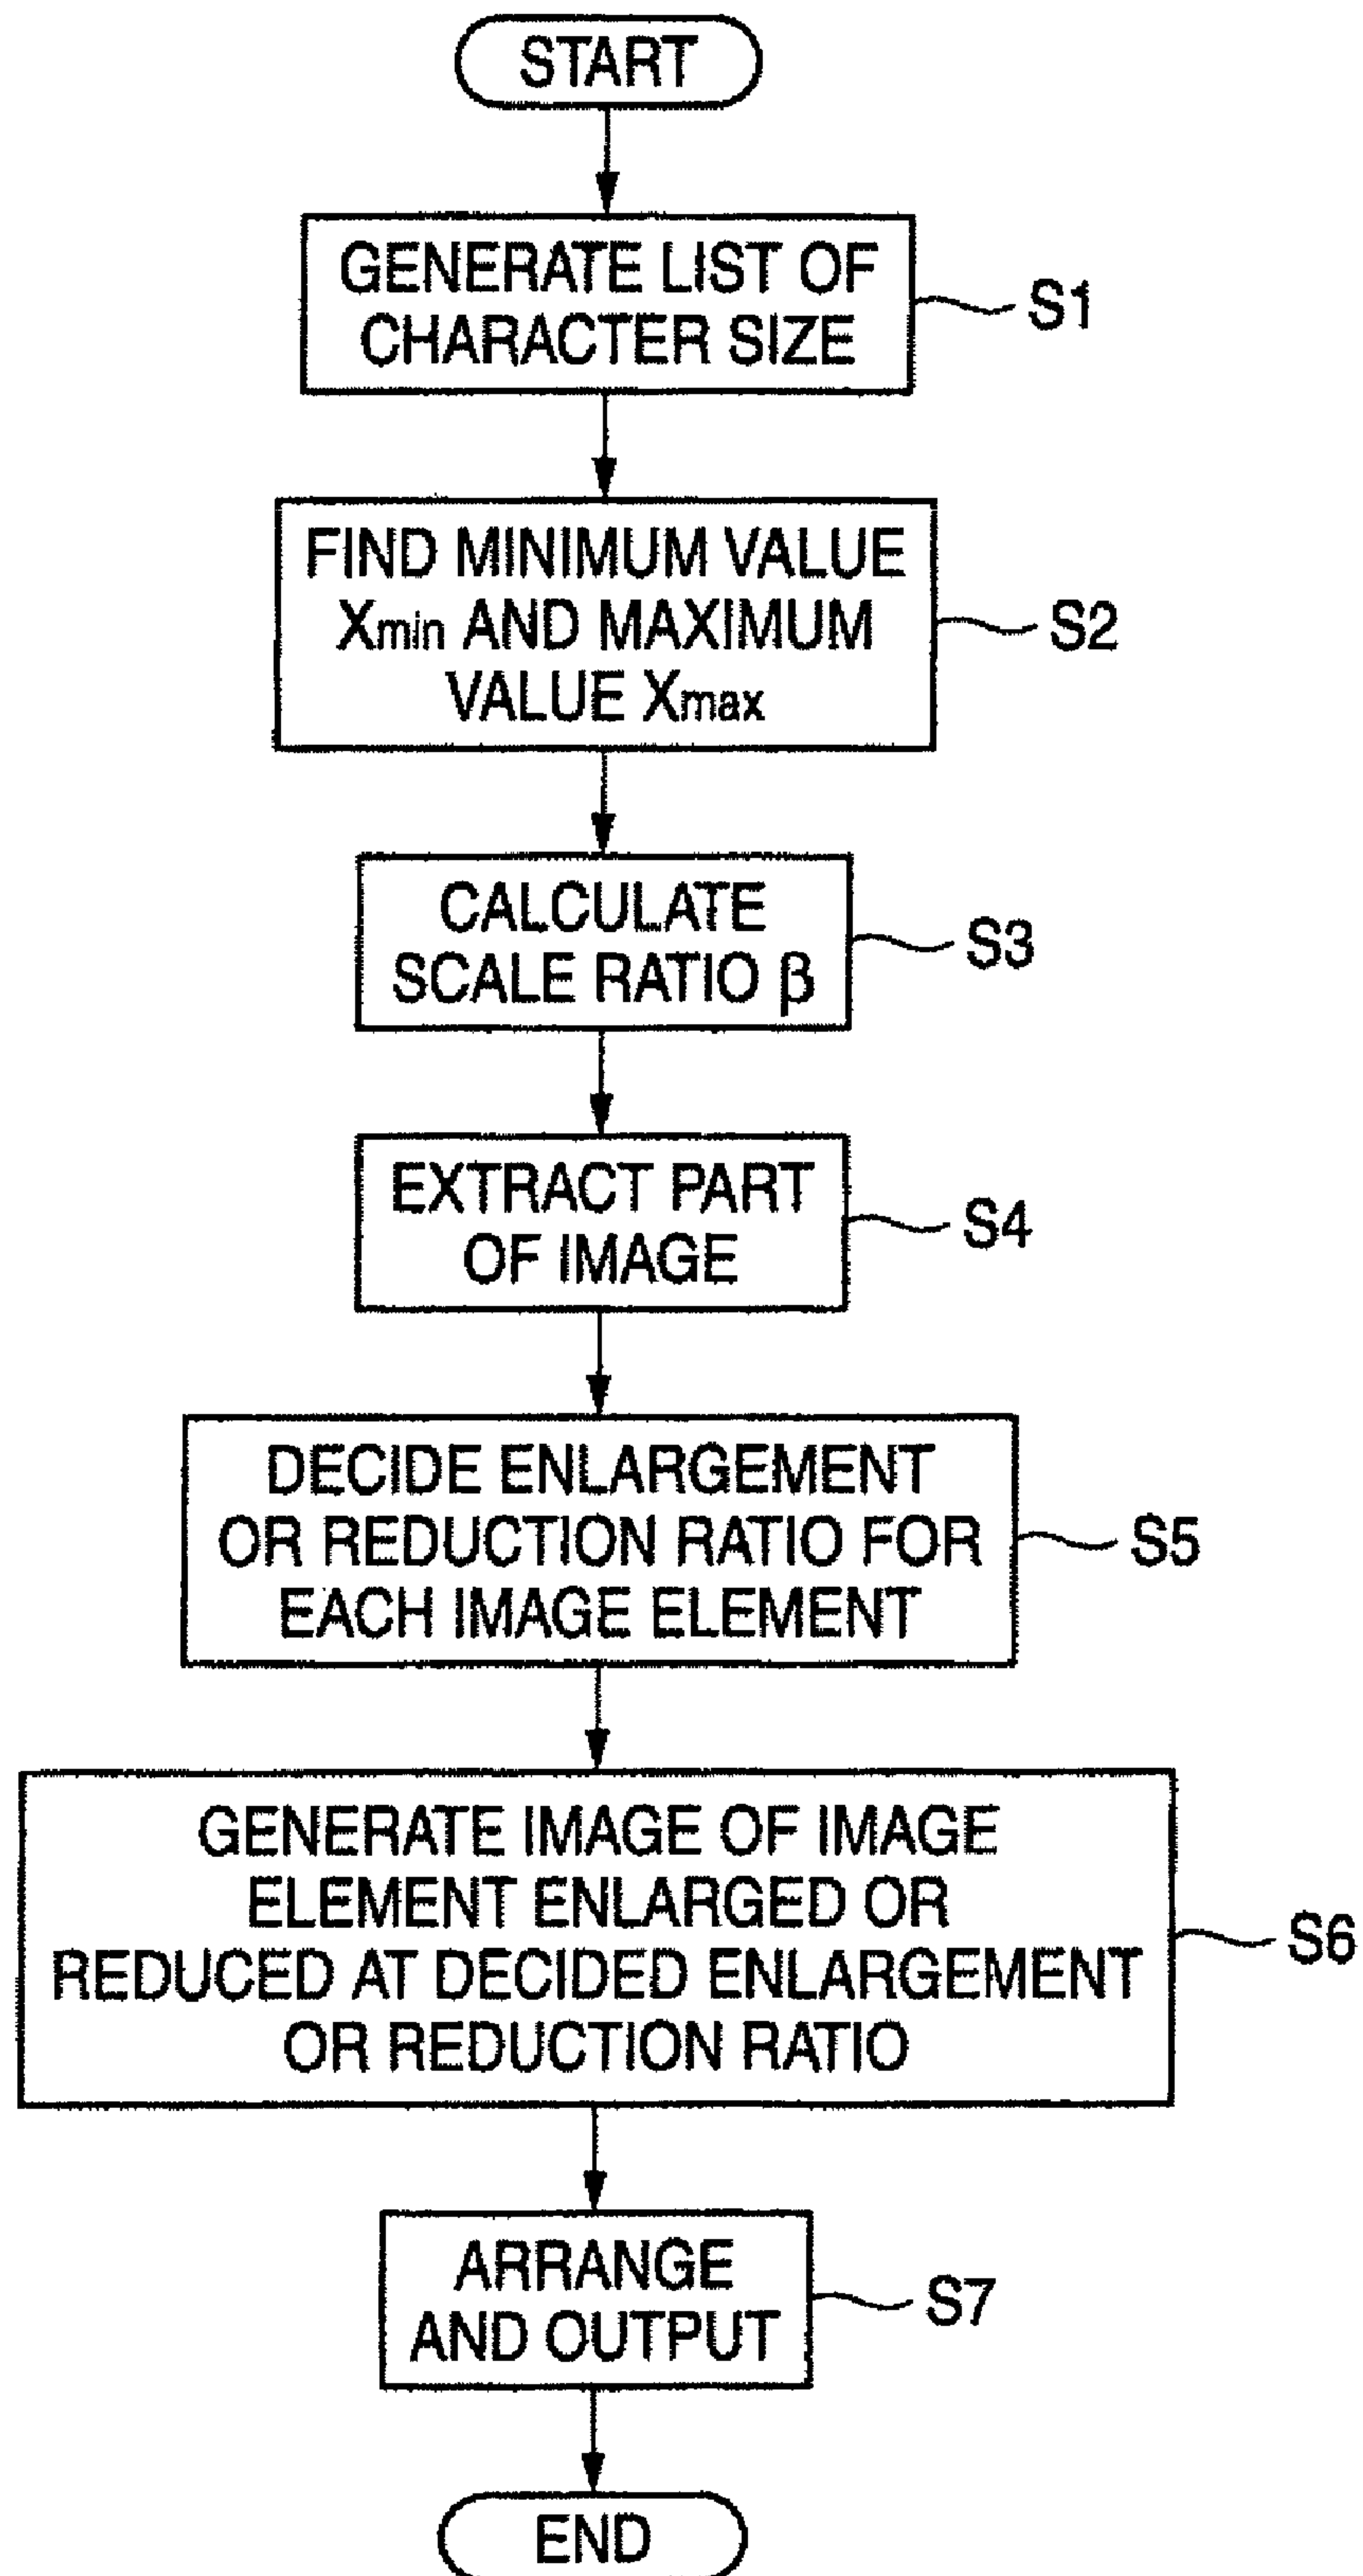 START
GENERATE LIST OF
CHARACTER SIZE
S1
FIND MINIMUM VALUE
Xmin AND MAXIMUM
VALUE Xmax
S2
CALCULATE
SCALE RATIO β
S3
EXTRACT PART
OF IMAGE
S4
DECIDE ENLARGEMENT
OR REDUCTION RATIO FOR
EACH IMAGE ELEMENT
S5
GENERATE IMAGE OF IMAGE
ELEMENT ENLARGED OR
REDUCED AT DECIDED ENLARGEMENT
OR REDUCTION RATIO
S6
ARRANGE
AND OUTPUT
S7
END